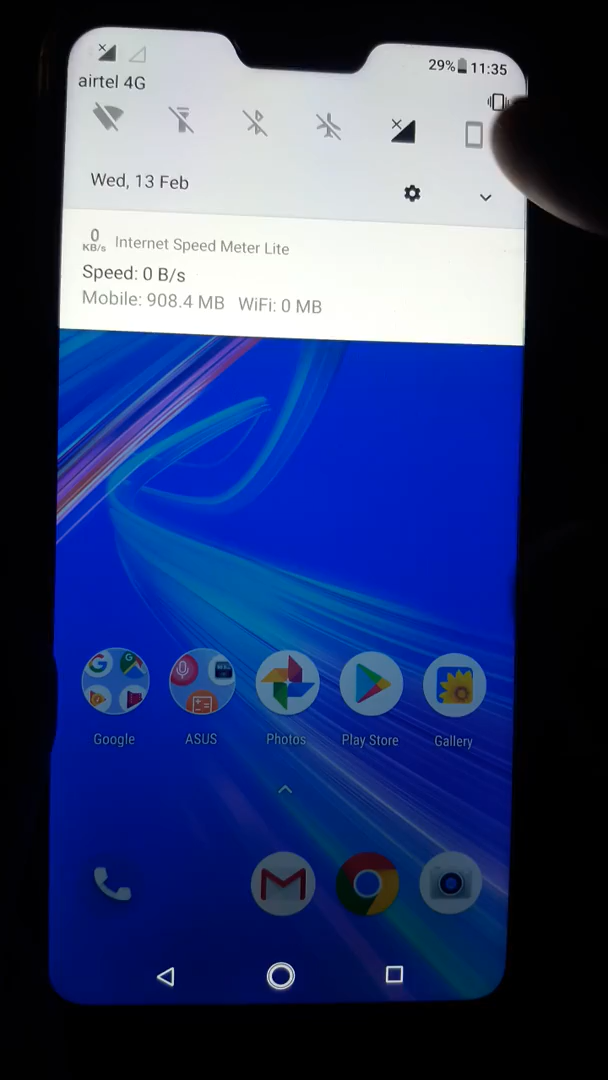 29% 11:35
airtel 4G
Wed, 13 Feb
0
KB/s
Internet Speed Meter Lite
Speed: 0 B/s
Mobile: 908.4 MB WiFi: 0 MB
Google ASUS Photos Play Store Gallery